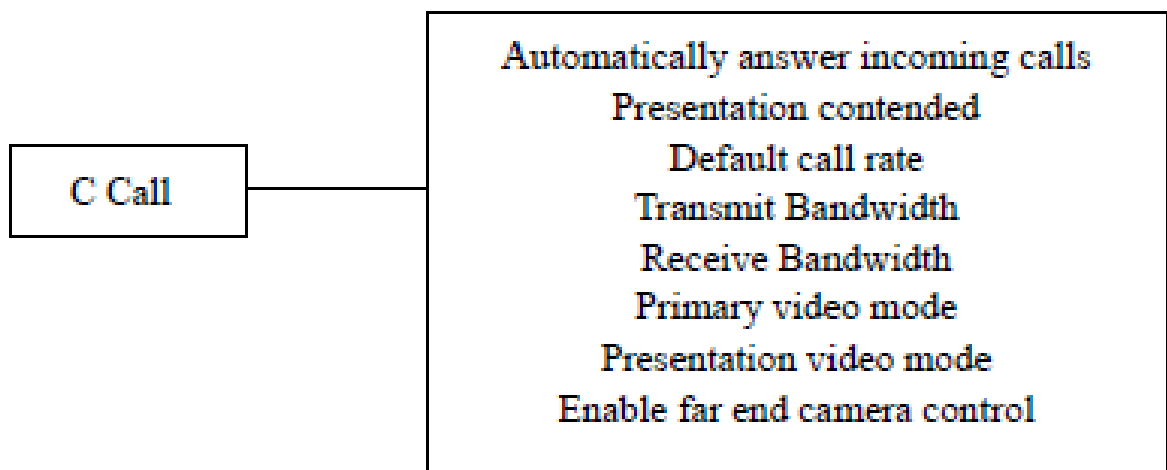 C Call
Automatically answer incoming calls
Presentation contended
Default call rate
Transmit Bandwidth
Receive Bandwidth
Primary video mode
Presentation video mode
Enable far end camera control